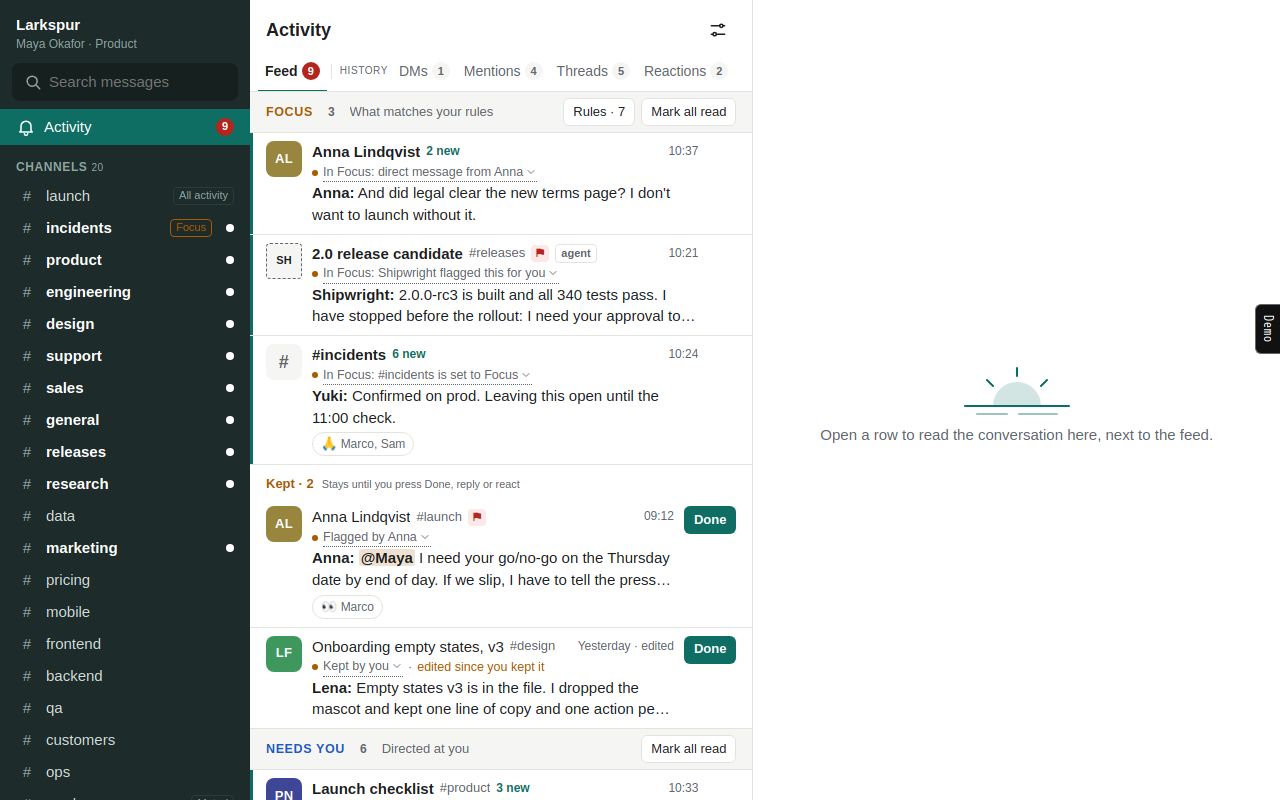 Larkspur
Maya Okafor · Product
Search messages
Activity 9
CHANNELS 20
# launch All activity
# incidents Focus
# product
# engineering
# design
# support
# sales
# general
# releases
# research
# data
# marketing
# pricing
# mobile
# frontend
# backend
# qa
# customers
# ops
Activity
Feed 9 HISTORY DMs 1 Mentions 4 Threads 5 Reactions 2
FOCUS 3 What matches your rules Rules · 7 Mark all read
AL Anna Lindqvist 2 new 10:37
In Focus: direct message from Anna
Anna: And did legal clear the new terms page? I don't
want to launch without it.
SH 2.0 release candidate #releases agent 10:21
In Focus: Shipwright flagged this for you
Shipwright: 2.0.0-rc3 is built and all 340 tests pass. I
have stopped before the rollout: I need your approval to…
# #incidents 6 new 10:24
In Focus: #incidents is set to Focus
Yuki: Confirmed on prod. Leaving this open until the
11:00 check.
🙏 Marco, Sam
Kept · 2 Stays until you press Done, reply or react
AL Anna Lindqvist #launch 09:12 Done
Flagged by Anna
Anna: @Maya I need your go/no-go on the Thursday
date by end of day. If we slip, I have to tell the press…
👀 Marco
LF Onboarding empty states, v3 #design Yesterday · edited Done
Kept by you · edited since you kept it
Lena: Empty states v3 is in the file. I dropped the
mascot and kept one line of copy and one action pe…
NEEDS YOU 6 Directed at you Mark all read
PN Launch checklist #product 3 new 10:33
Open a row to read the conversation here, next to the feed.
Demo